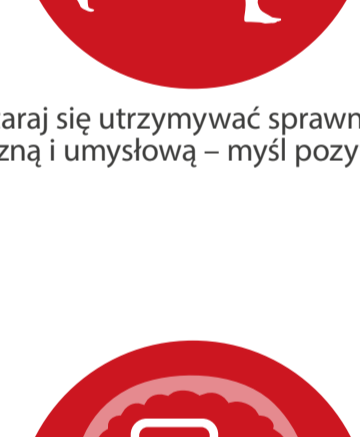 araj się utrzymywać sprawn
zną i umysłową – myśl pozy